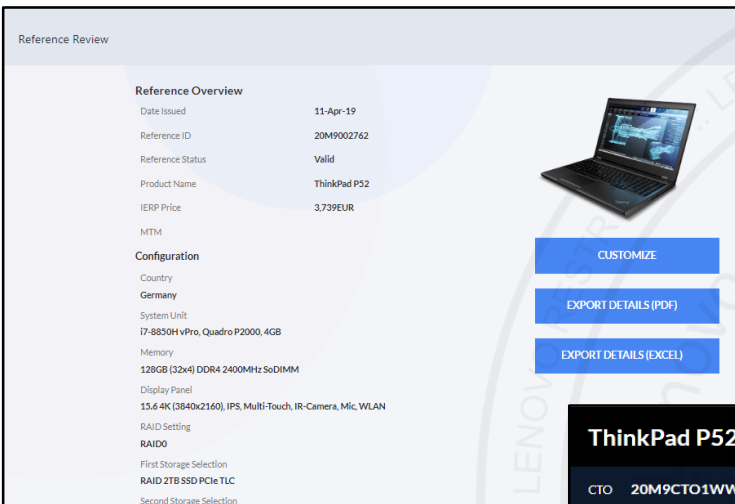 Reference Review
Reference Overview
Date Issued 11-Apr-19
Reference ID 20M9002762
Reference Status Valid
Product Name ThinkPad P52
IERP Price 3,739EUR
MTM
Configuration
Country
Germany
System Unit
i7-8850H vPro, Quadro P2000, 4GB
Memory
128GB (32x4) DDR4 2400MHz SoDIMM
Display Panel
15.6 4K (3840x2160), IPS, Multi-Touch, IR-Camera, Mic, WLAN
RAID Setting
RAID0
First Storage Selection
RAID 2TB SSD PCIe TLC
Second Storage Selection
CUSTOMIZE
EXPORT DETAILS (PDF)
EXPORT DETAILS (EXCEL)
ThinkPad P52
CTO 20M9CTO1WW
LENOVO RESTR